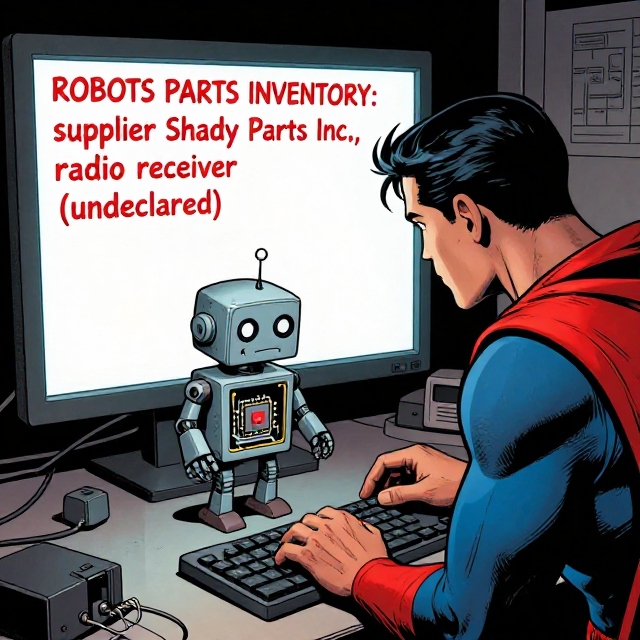 ROBOTS PARTS INVENTORY:
supplier Shady Parts Inc.,
radio receiver
(undeclared)